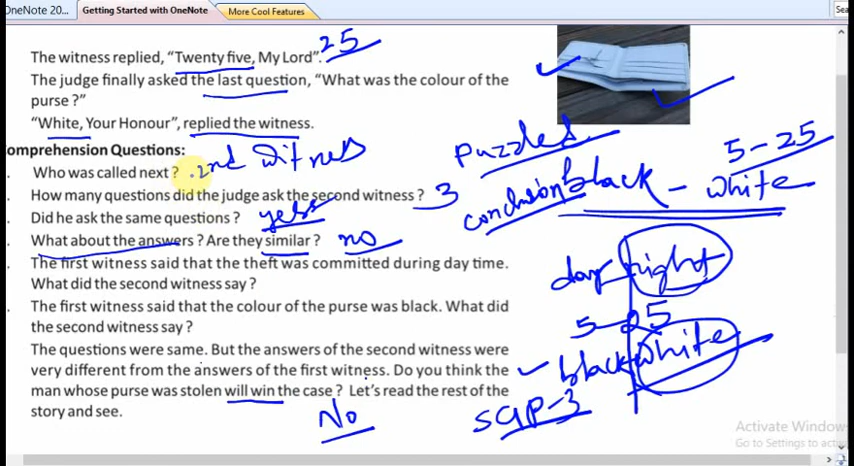 OneNote 20...
Getting Started with OneNote
More Cool Features
Sea
The witness replied, “Twenty five, My Lord”. 25
The judge finally asked the last question, “What was the colour of the
purse ?”
“White, Your Honour”, replied the witness.
omprehension Questions:
Who was called next ? . 2nd witness
How many questions did the judge ask the second witness ? 3
Did he ask the same questions ? yes
What about the answers ? Are they similar ? no
The first witness said that the theft was committed during day time.
What did the second witness say ?
The first witness said that the colour of the purse was black. What did
the second witness say ?
The questions were same. But the answers of the second witness were
very different from the answers of the first witness. Do you think the
man whose purse was stolen will win the case ? Let’s read the rest of the
story and see.
No
Puzzled
conclusion
5-25
black - white
day night
5-25
black white
SGP-3
Activate Window
Go to Settings to acti